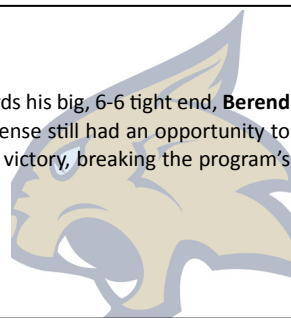 ds his big, 6-6 tight end, Berend
ense still had an opportunity to
victory, breaking the program's